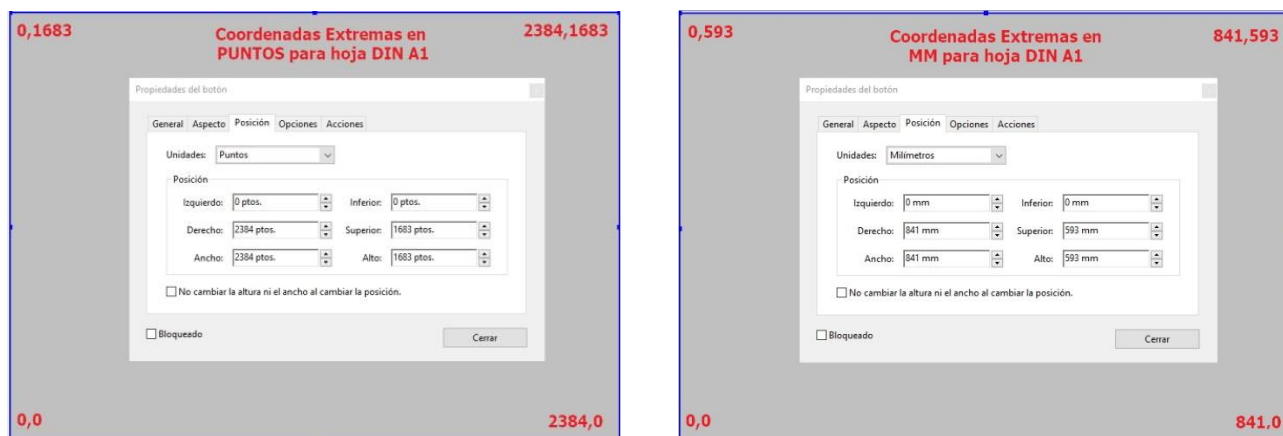 0,1683
Coordenadas Extremas en
PUNTOS para hoja DIN A1
2384,1683
Propiedades del botón
General Aspecto Posición Opciones Acciones
Unidades: Puntos
Posición
Izquierdo: 0 ptos. Inferior: 0 ptos.
Derecho: 2384 ptos. Superior: 1683 ptos.
Ancho: 2384 ptos. Alto: 1683 ptos.
No cambiar la altura ni el ancho al cambiar la posición.
Bloqueado
Cerrar
0,0
2384,0
0,593
Coordenadas Extremas en
MM para hoja DIN A1
841,593
Propiedades del botón
General Aspecto Posición Opciones Acciones
Unidades: Milímetros
Posición
Izquierdo: 0 mm Inferior: 0 mm
Derecho: 841 mm Superior: 593 mm
Ancho: 841 mm Alto: 593 mm
No cambiar la altura ni el ancho al cambiar la posición.
Bloqueado
Cerrar
0,0
841,0